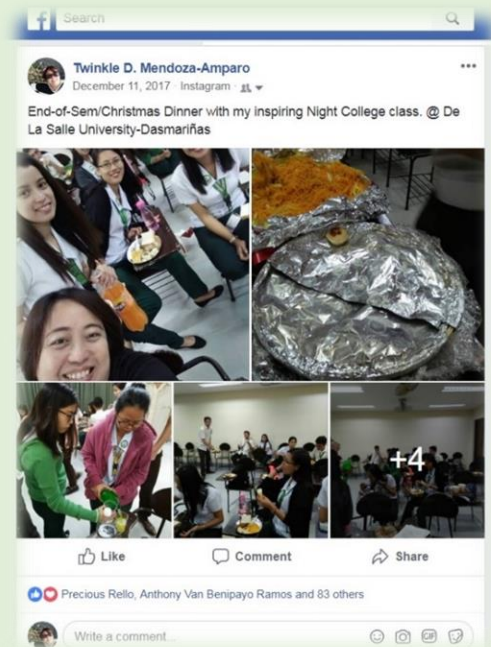 f Search
Twinkle D. Mendoza-Amparo
December 11, 2017 · Instagram ·
End-of-Sem/Christmas Dinner with my inspiring Night College class. @ De
La Salle University-Dasmariñas
+4
Like Comment Share
Precious Rello, Anthony Van Benipayo Ramos and 83 others
Write a comment...
GIF